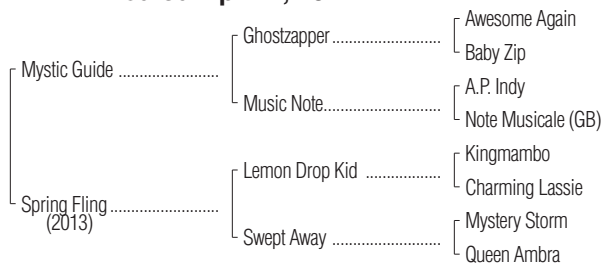 Awesome Again
Ghostzapper
Baby Zip
Mystic Guide
A.P. Indy
Music Note
Note Musicale (GB)
Kingmambo
Lemon Drop Kid
Charming Lassie
Spring Fling
(2013)
Mystery Storm
Swept Away
Queen Ambra